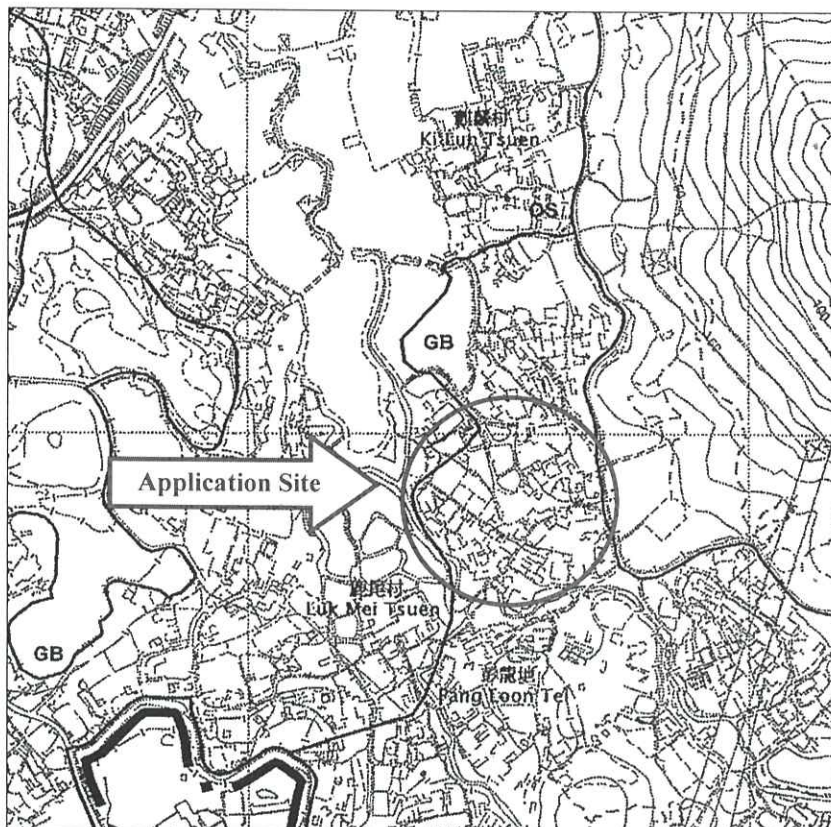 Ki Lun Tsuen
OS
GB
Application Site
Luk Mei Tsuen
GB
Pang Loon Tei